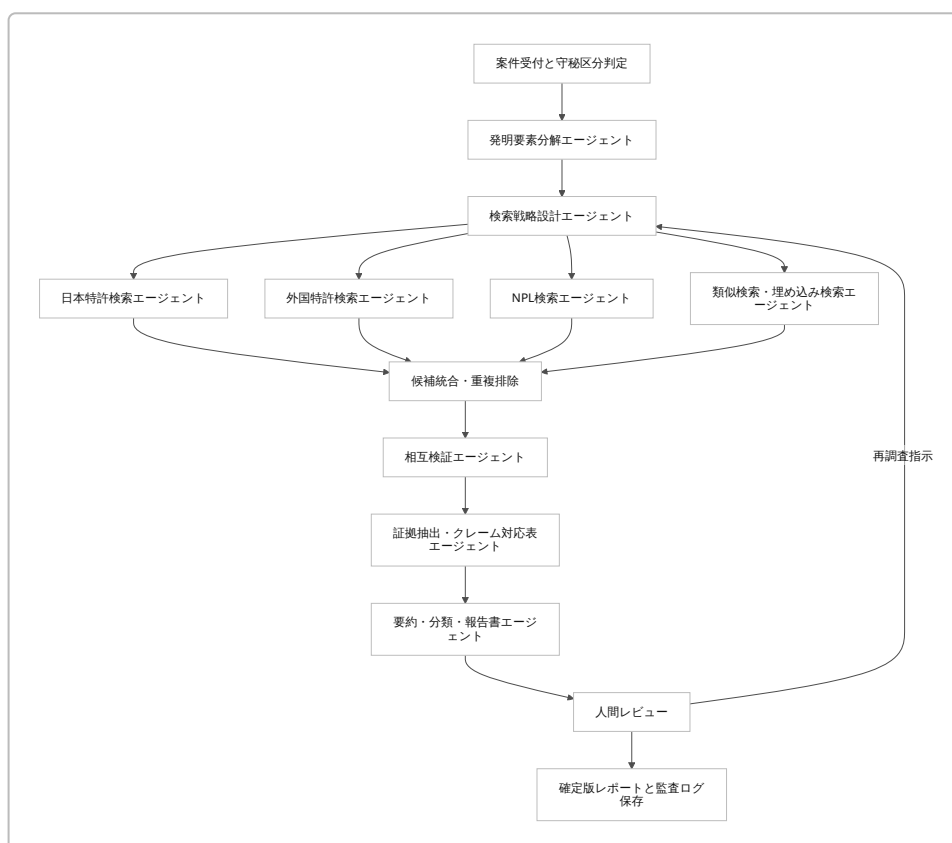 案件受付と守秘区分判定
発明要素分解エージェント
検索戦略設計エージェント
日本特許検索エージェント
外国特許検索エージェント
NPL検索エージェント
類似検索・埋め込み検索エ
ージェント
候補統合・重複排除
相互検証エージェント
再調査指示
証拠抽出・クレーム対応表
エージェント
要約・分類・報告書エージ
ェント
人間レビュー
確定版レポートと監査ログ
保存